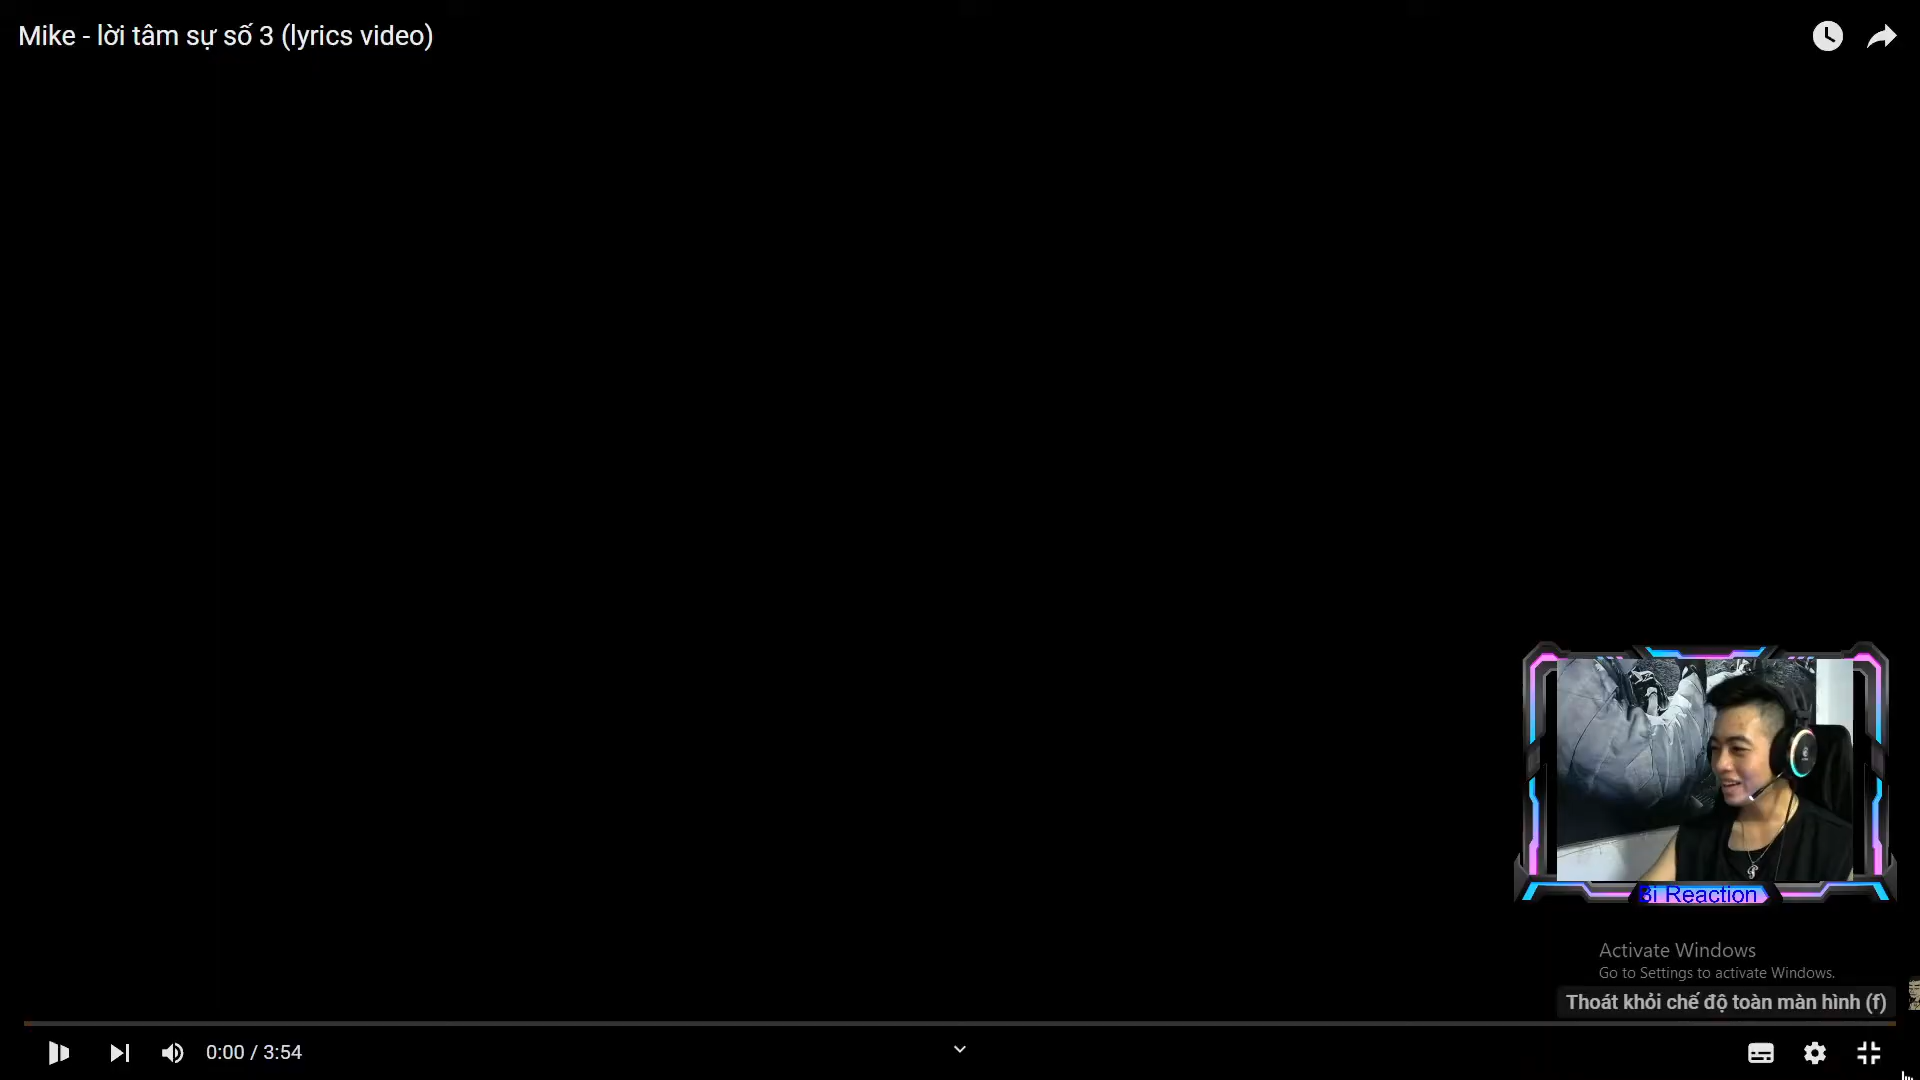 Mike - lời tâm sự số 3 (lyrics video)
Bi Reaction
Activate Windows
Go to Settings to activate Windows.
Thoát khỏi chế độ toàn màn hình (f)
0:00 / 3:54